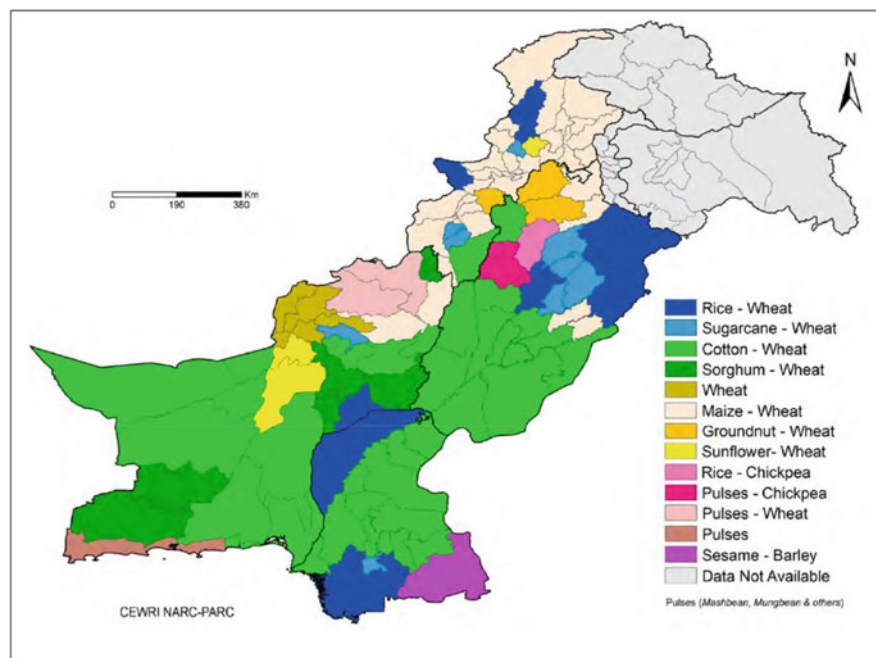 N
Km
0 190 380
Rice - Wheat
Sugarcane - Wheat
Cotton - Wheat
Sorghum - Wheat
Wheat
Maize - Wheat
Groundnut - Wheat
Sunflower- Wheat
Rice - Chickpea
Pulses - Chickpea
Pulses - Wheat
Pulses
Sesame - Barley
Data Not Available
Pulses (Mashbean, Mungbean & others)
CEWRI NARC-PARC